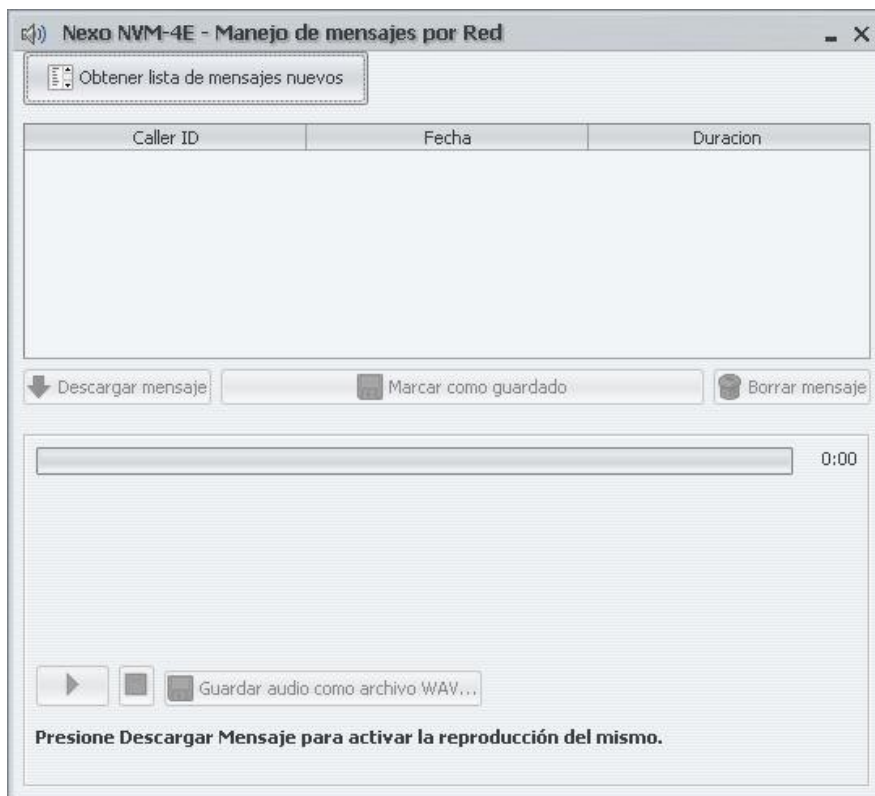 Nexo NVM-4E - Manejo de mensajes por Red
Obtener lista de mensajes nuevos
Caller ID Fecha Duracion
Descargar mensaje Marcar como guardado Borrar mensaje
0:00
Guardar audio como archivo WAV...
Presione Descargar Mensaje para activar la reproducción del mismo.